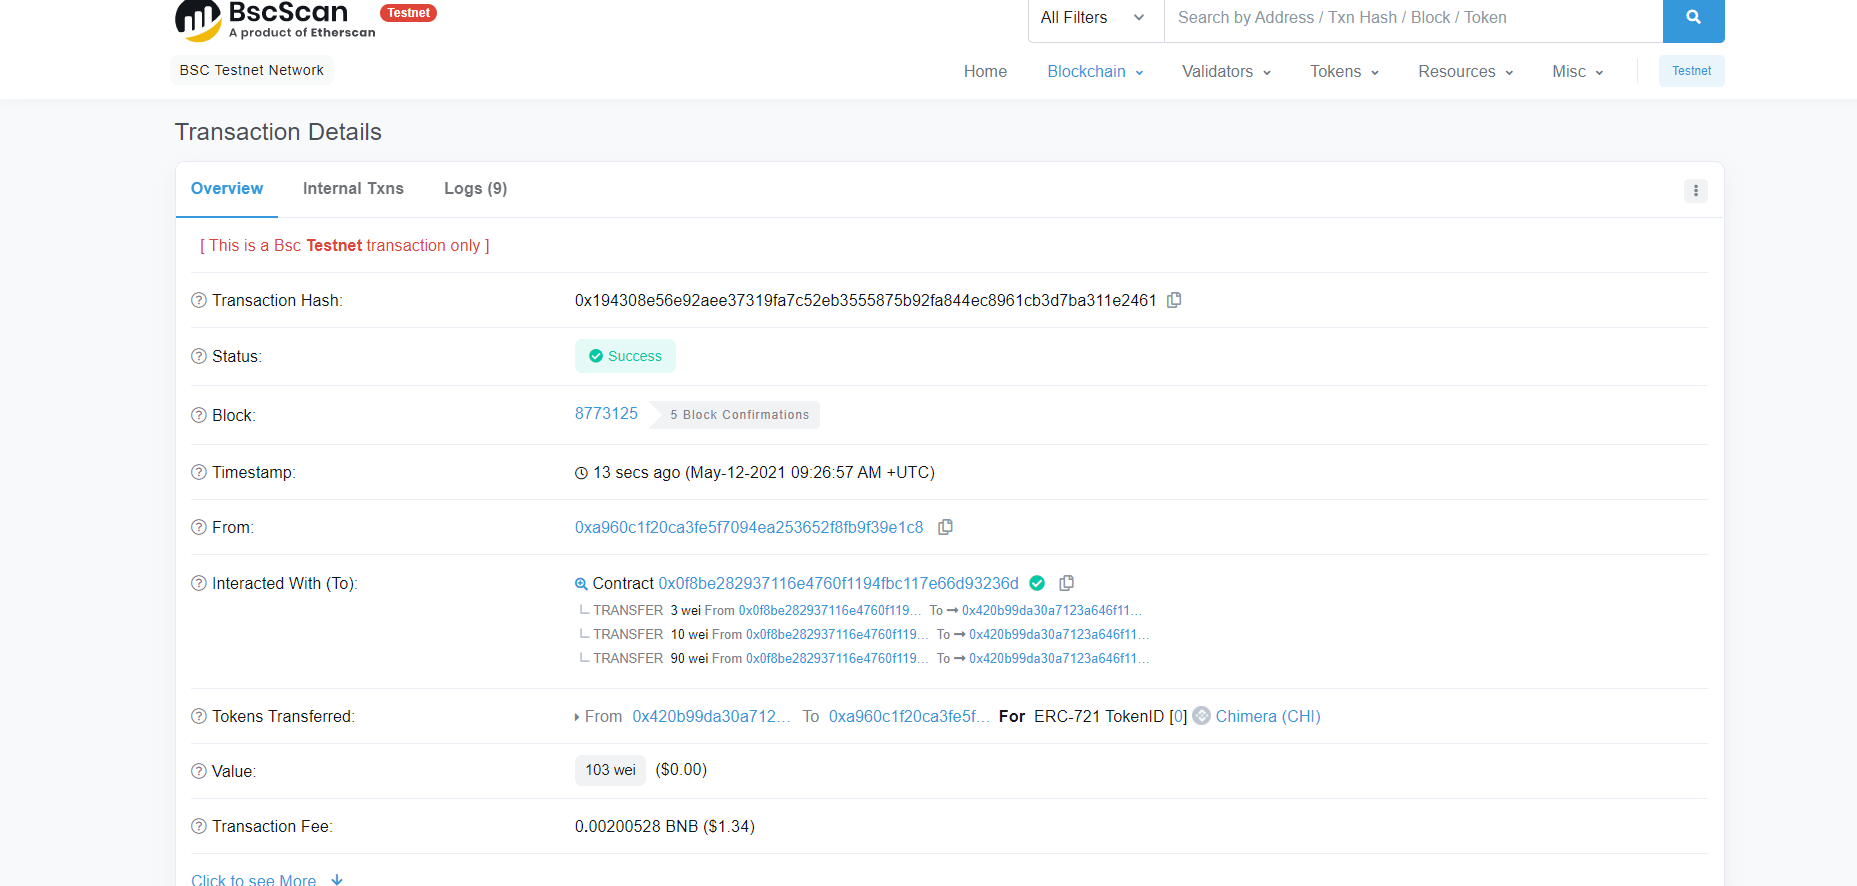 BscScan Testnet
A product of Etherscan
All Filters Search by Address / Txn Hash / Block / Token
BSC Testnet Network
Home Blockchain Validators Tokens Resources Misc Testnet
Transaction Details
Overview Internal Txns Logs (9)
[ This is a Bsc Testnet transaction only ]
Transaction Hash: 0x194308e56e92aee37319fa7c52eb3555875b92fa844ec8961cb3d7ba311e2461
Status: Success
Block: 8773125 5 Block Confirmations
Timestamp: 13 secs ago (May-12-2021 09:26:57 AM +UTC)
From: 0xa960c1f20ca3fe5f7094ea253652f8fb9f39e1c8
Interacted With (To): Contract 0x0f8be282937116e4760f1194fbc117e66d93236d
TRANSFER 3 wei From 0x0f8be282937116e4760f119... To → 0x420b99da30a7123a646f11...
TRANSFER 10 wei From 0x0f8be282937116e4760f119... To → 0x420b99da30a7123a646f11...
TRANSFER 90 wei From 0x0f8be282937116e4760f119... To → 0x420b99da30a7123a646f11...
Tokens Transferred: From 0x420b99da30a712... To 0xa960c1f20ca3fe5f... For ERC-721 TokenID [0] Chimera (CHI)
Value: 103 wei ($0.00)
Transaction Fee: 0.00200528 BNB ($1.34)
Click to see More